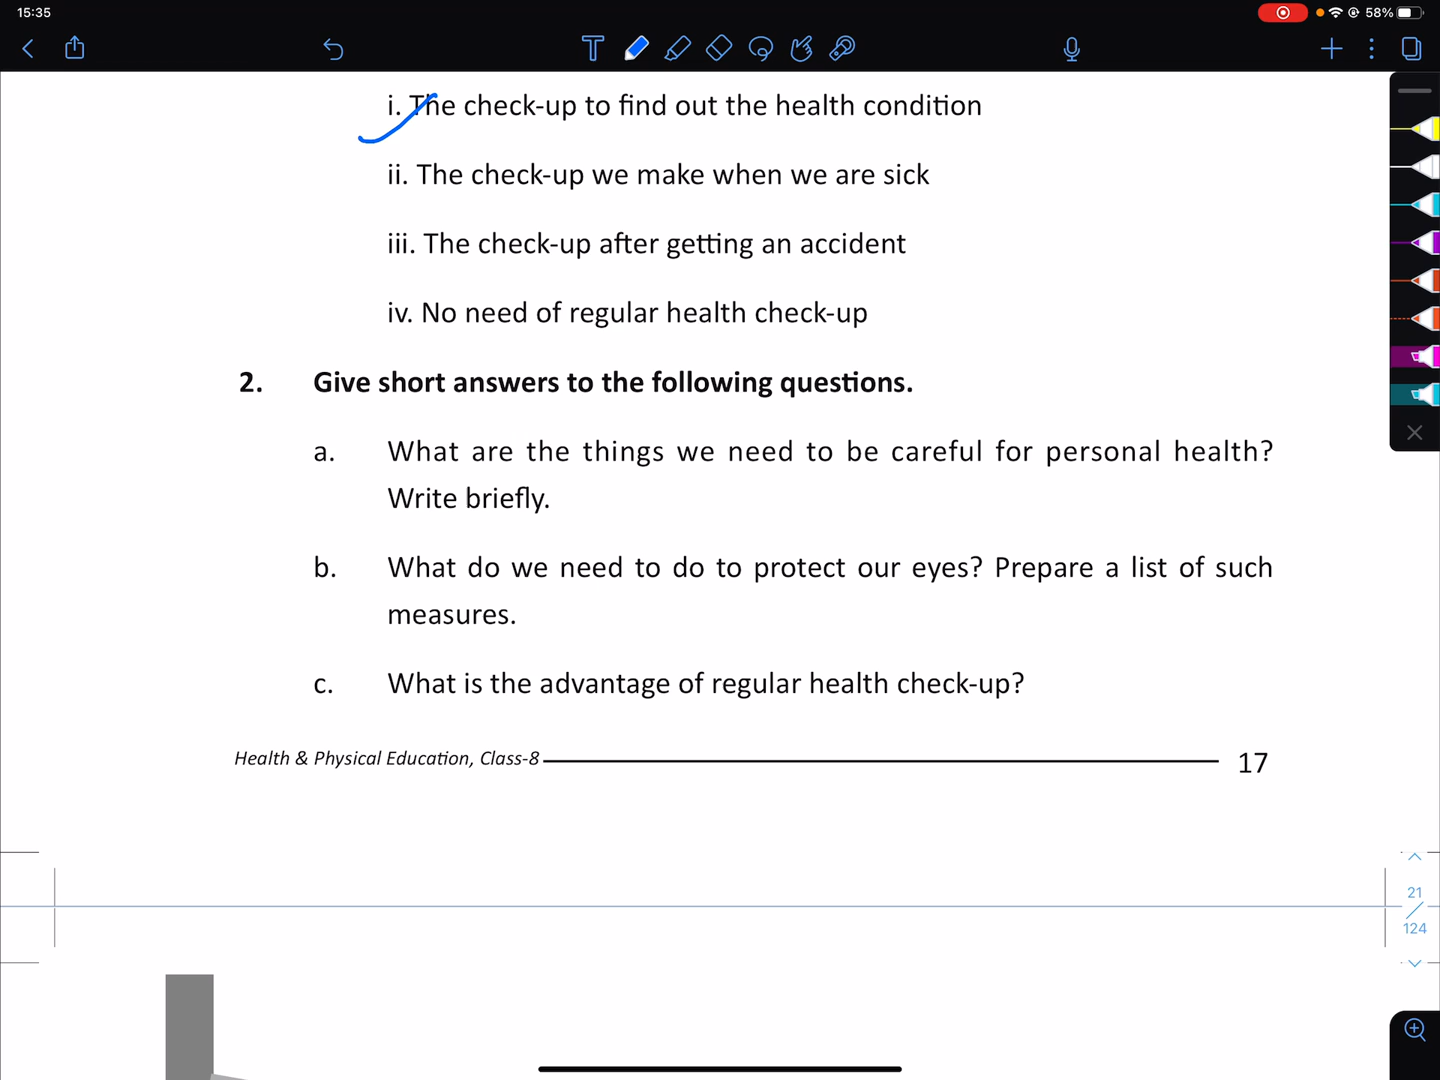 15:35
58%
i. The check-up to find out the health condition
ii. The check-up we make when we are sick
iii. The check-up after getting an accident
iv. No need of regular health check-up
2. Give short answers to the following questions.
a. What are the things we need to be careful for personal health?
Write briefly.
b. What do we need to do to protect our eyes? Prepare a list of such
measures.
c. What is the advantage of regular health check-up?
Health & Physical Education, Class-8 17
21
124